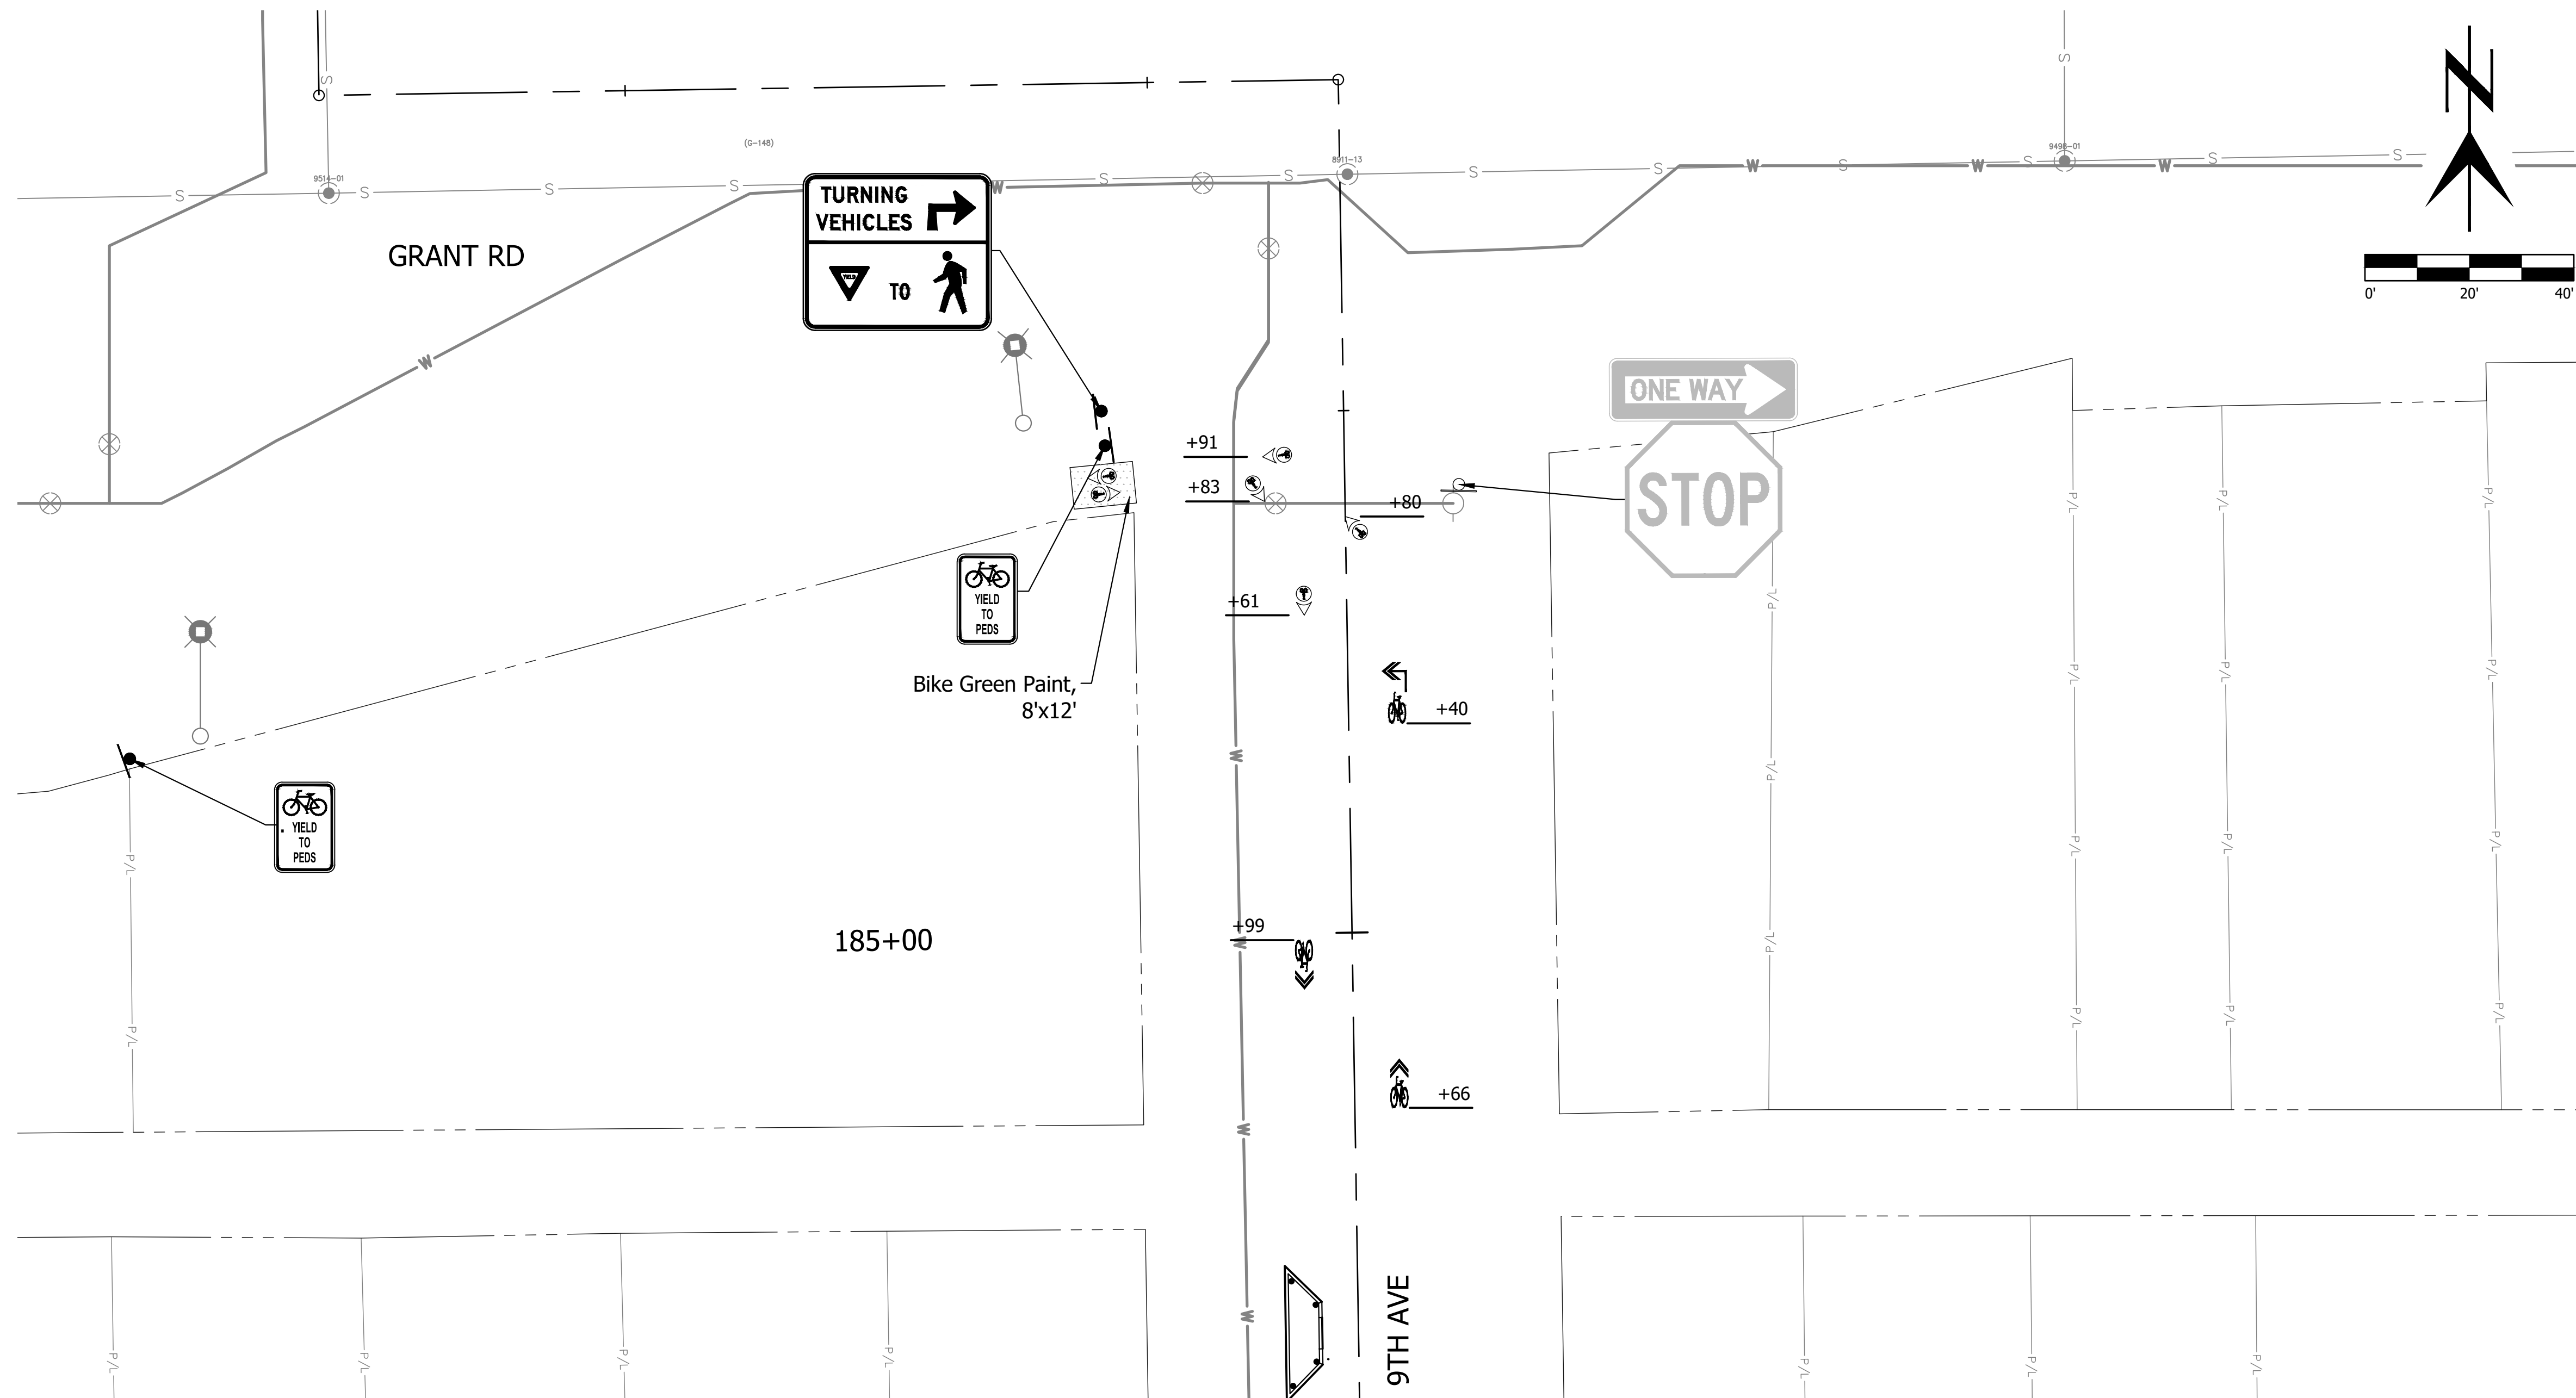 S
S
N
(G-148)
8911-13
9498-01
9514-01
S
S
S
S
S
S
S
S
S
S
S
S
W
W
W
W
TURNING
VEHICLES
YIELD
TO
GRANT RD
0'
20'
40'
W
ONE WAY
STOP
+91
+83
+80
P/L
P/L
P/L
P/L
YIELD
TO
PEDS
+61
P/L
Bike Green Paint,
8'x12'
P/L
P/L
P/L
+40
W
P/L
YIELD
TO
PEDS
P/L
P/L
P/L
P/L
185+00
+99
W
P/L
P/L
P/L
P/L
P/L
+66
W
W
9TH AVE
P/L
P/L
P/L
P/L
P/L
P/L
P/L